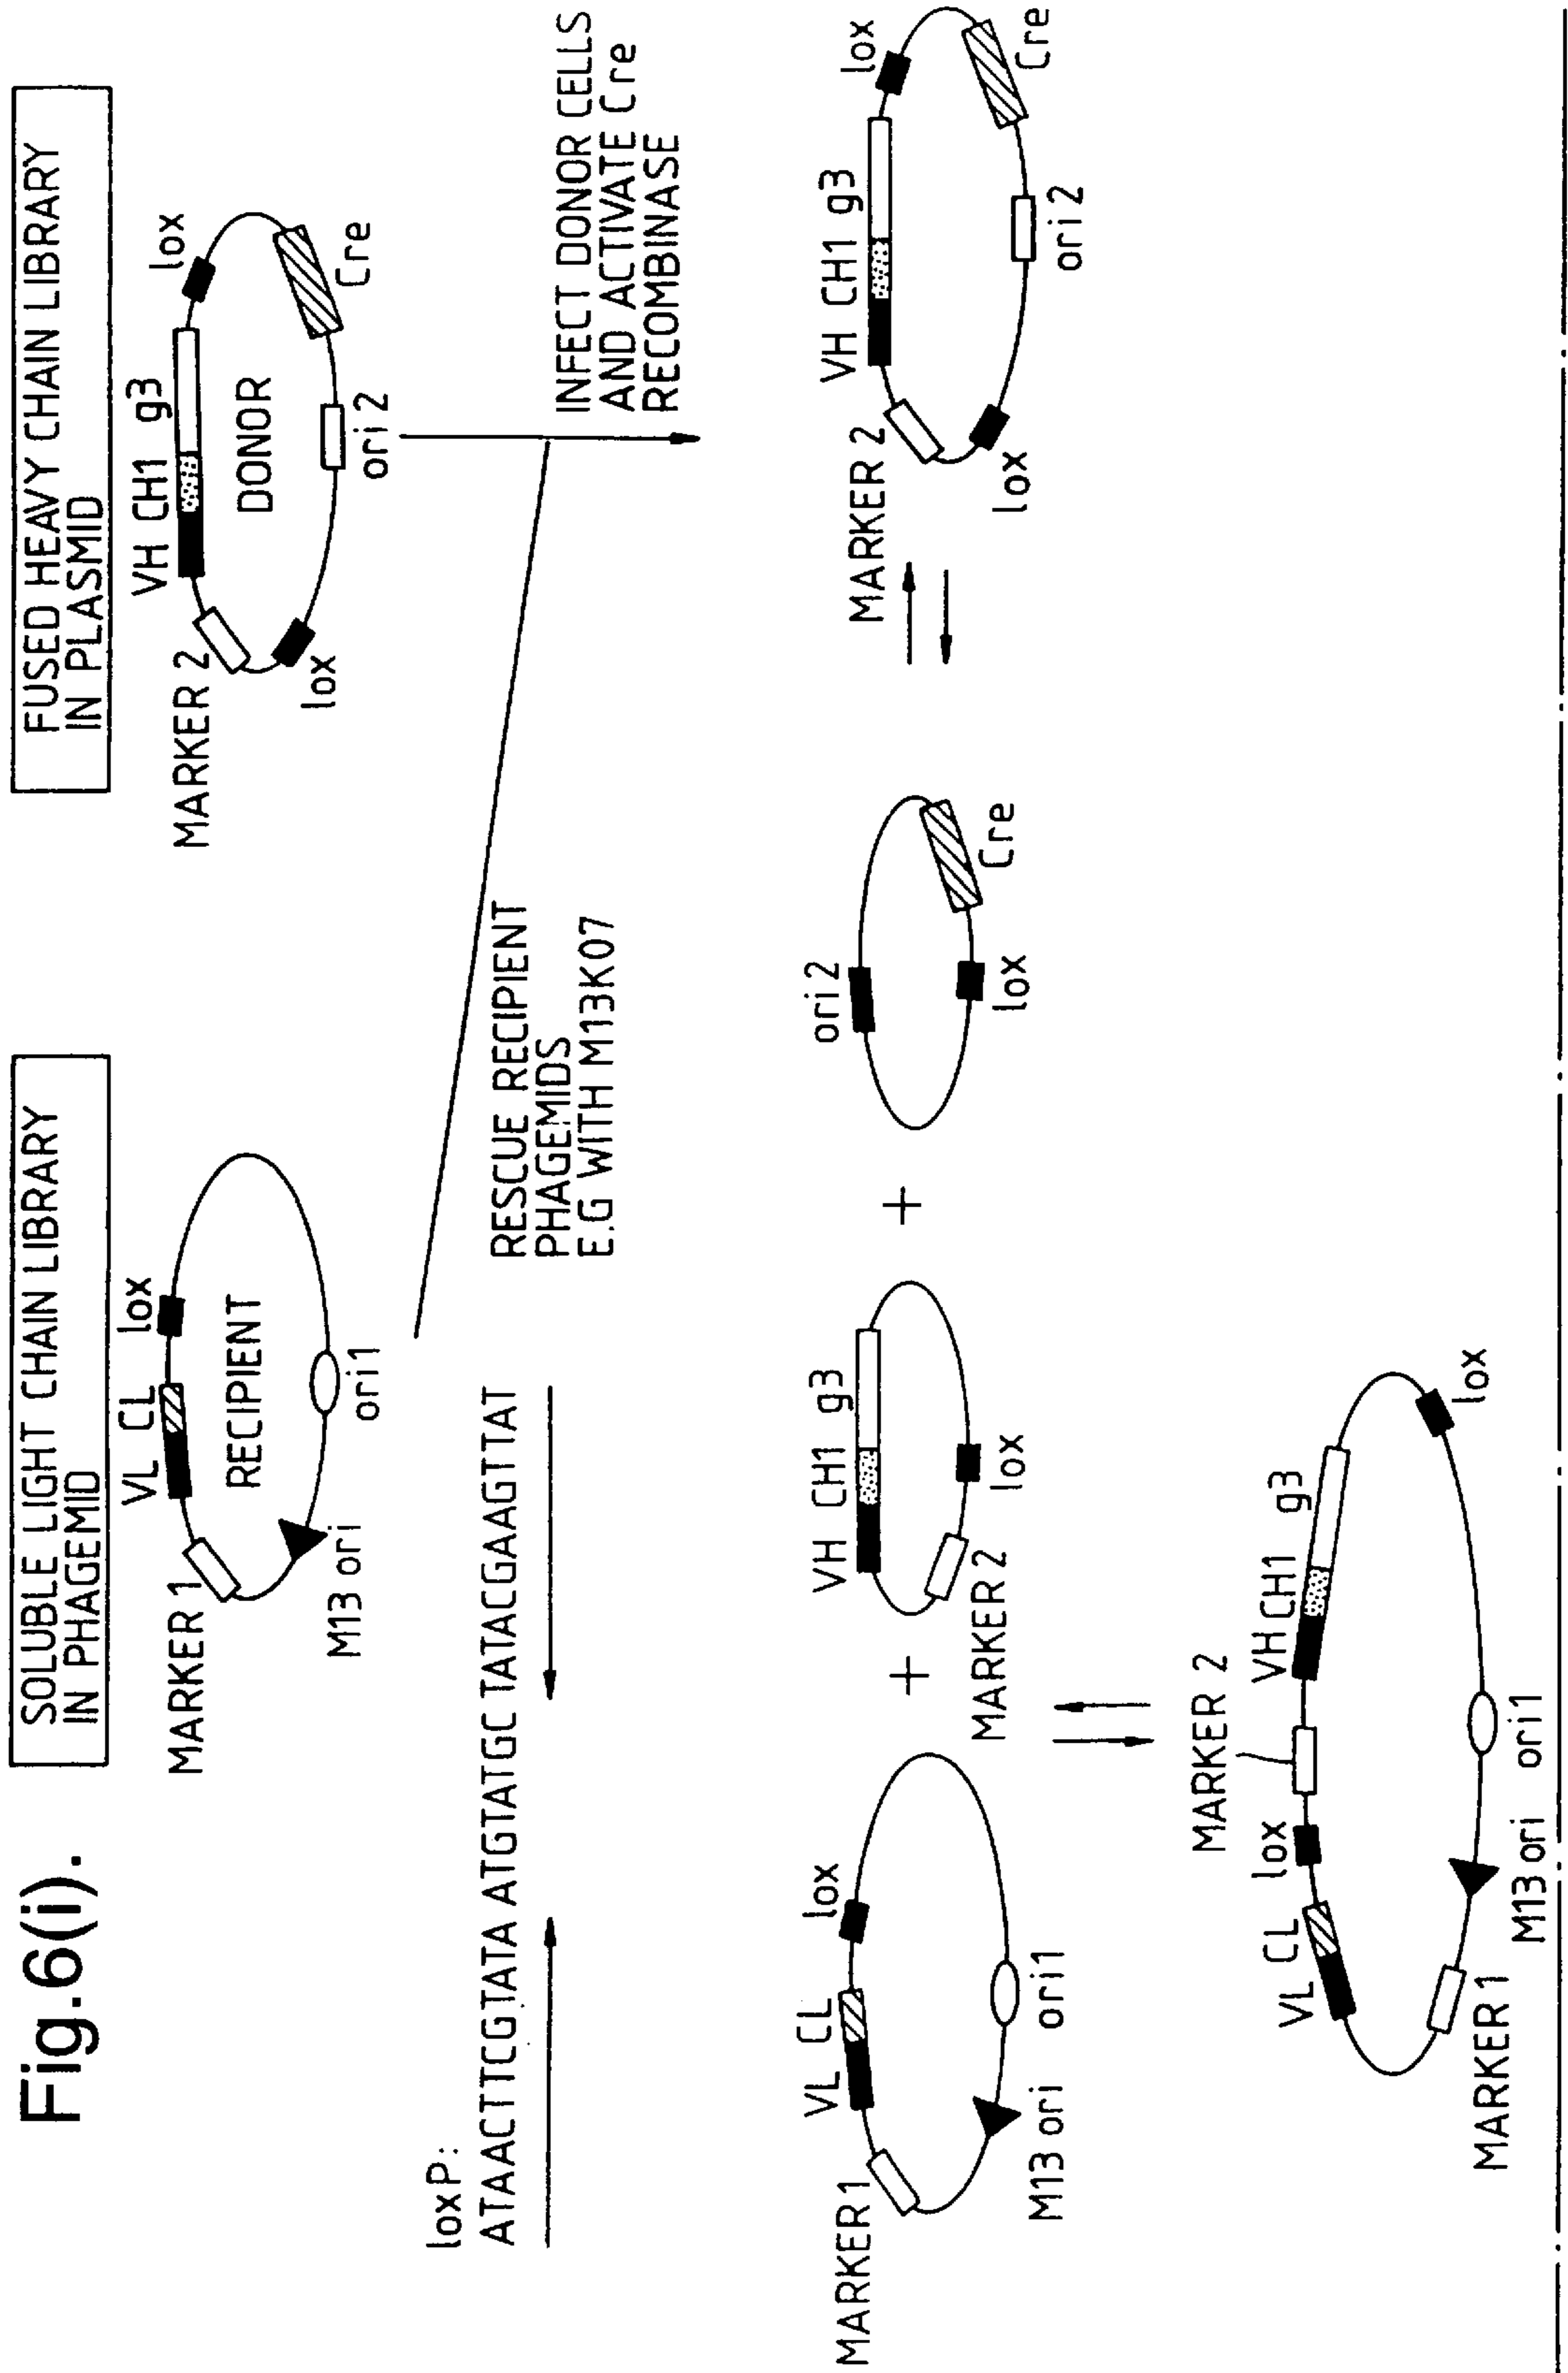 Fig.6(i).
SOLUBLE LIGHT CHAIN LIBRARY
IN PHAGEMID
FUSED HEAVY CHAIN LIBRARY
IN PLASMID
VL CL lox
MARKER 1
RECIPIENT
M13 ori
ori1
VH CH1 g3
lox
MARKER 2
DONOR
lox
ori 2
Cre
loxP:
ATAACTTCGTATA ATGTATGC TATACGAAGTTAT
RESCUE RECIPIENT
PHAGEMIDS
E.G WITH M13K07
INFECT DONOR CELLS
AND ACTIVATE Cre
RECOMBINASE
VL CL
lox
MARKER 1
M13 ori
ori1
+
VH CH1 g3
MARKER 2
lox
+
ori 2
lox
Cre
VH CH1 g3
lox
MARKER 2
lox
ori 2
Cre
MARKER 2
VL CL
lox
VH CH1 g3
lox
MARKER 1
M13 ori
ori1